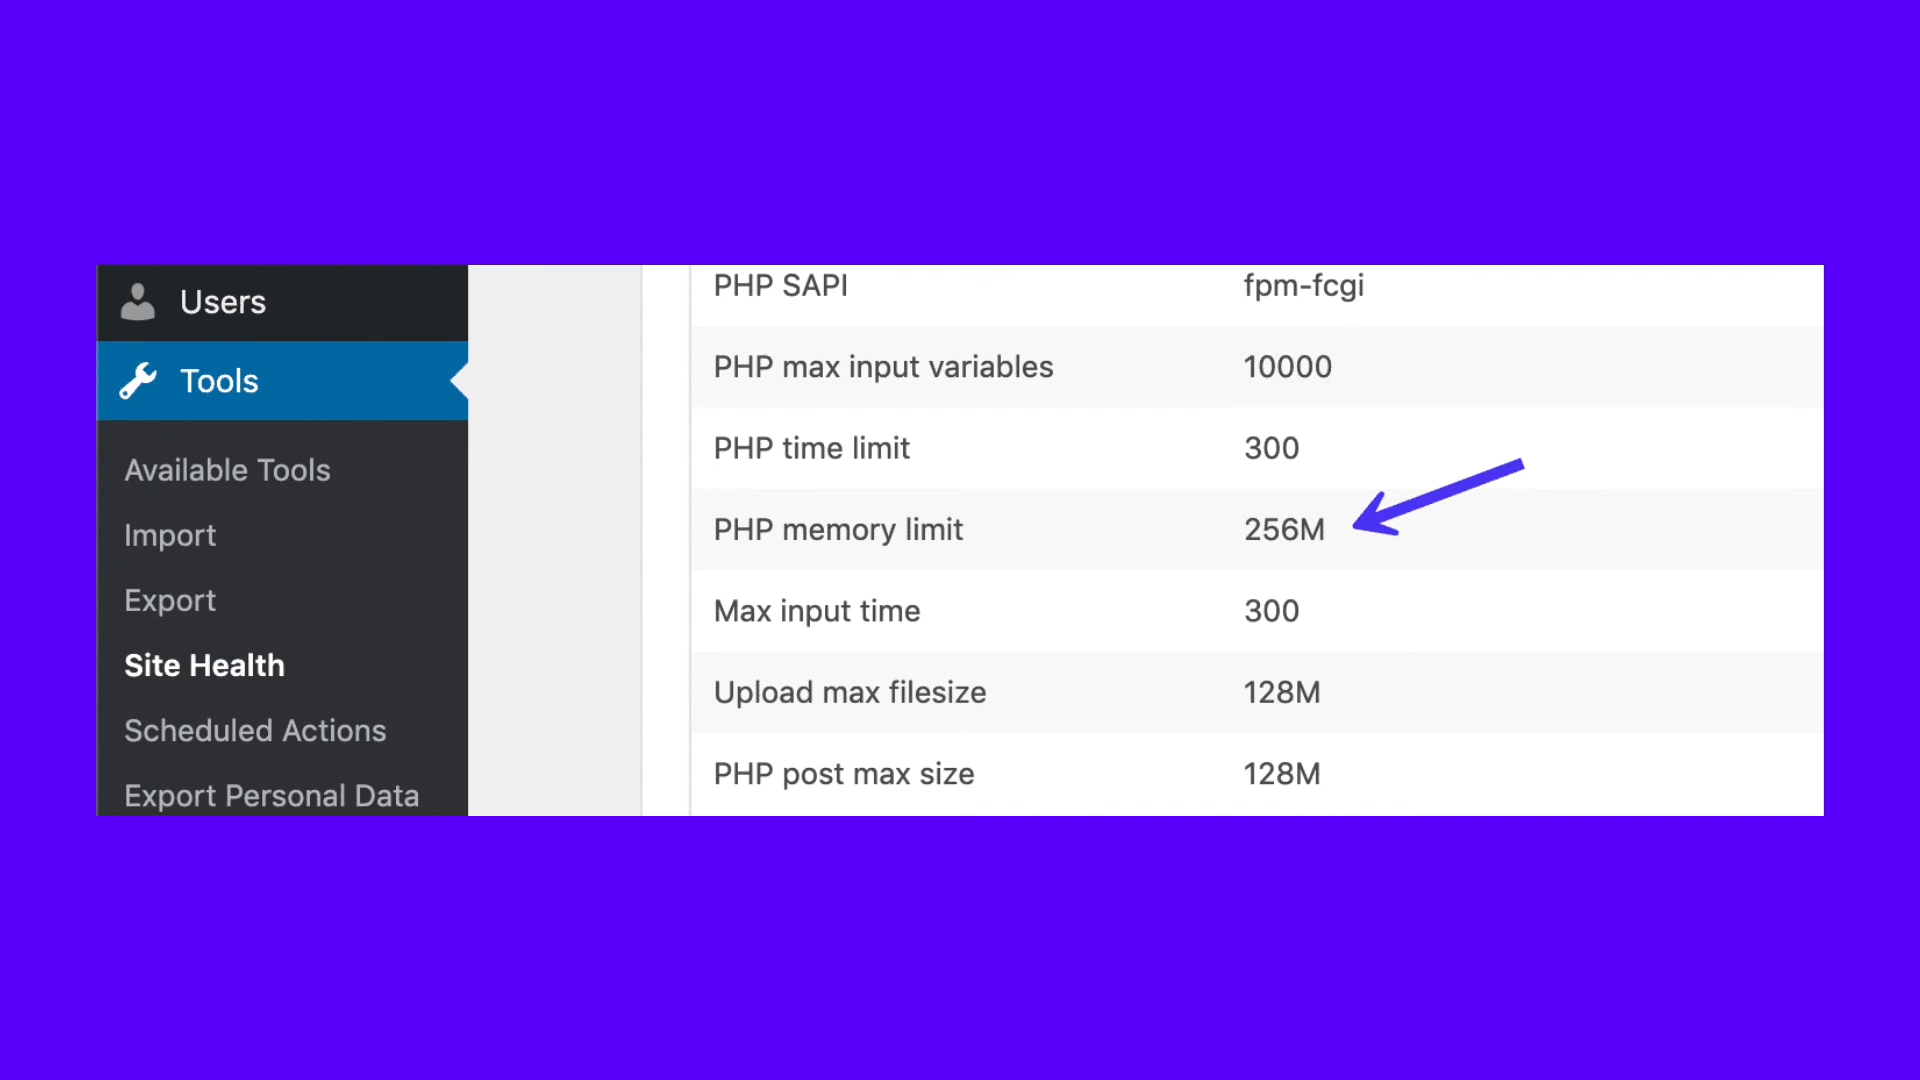 Users
Tools
Available Tools
Import
Export
Site Health
Scheduled Actions
Export Personal Data
PHP SAPI fpm-fcgi
PHP max input variables 10000
PHP time limit 300
PHP memory limit 256M
Max input time 300
Upload max filesize 128M
PHP post max size 128M